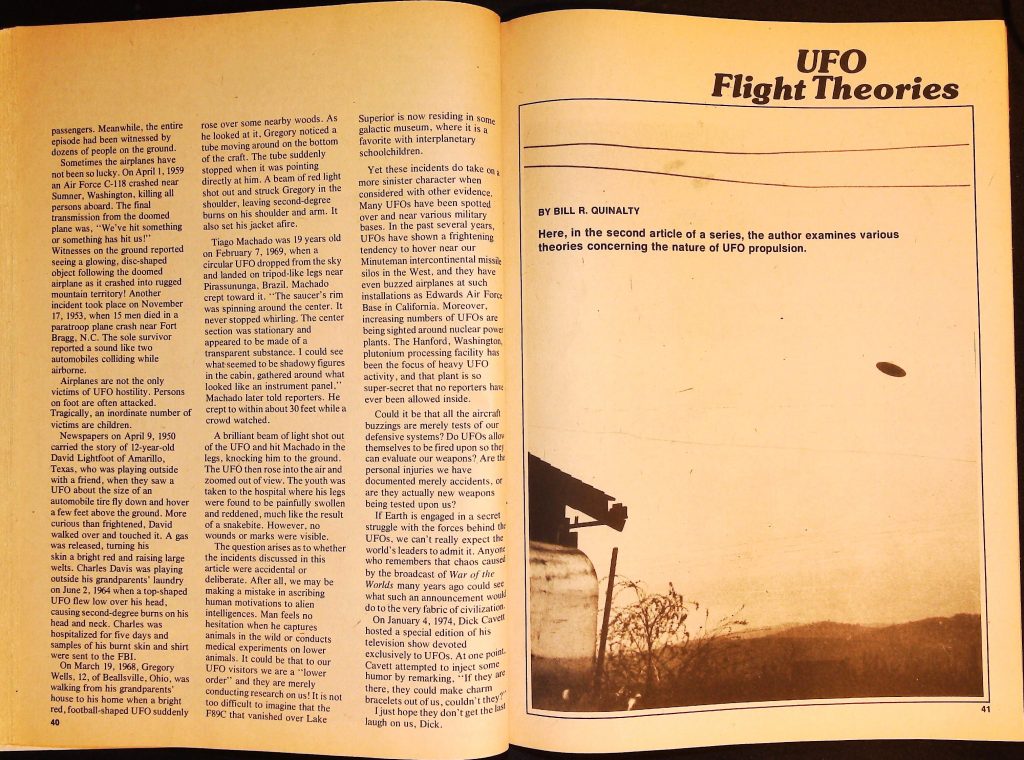 passengers. Meanwhile, the entire
episode had been witnessed by
dozens of people on the ground.
Sometimes the airplanes have
not been so lucky. On April 1, 1959
an Air Force C-118 crashed near
Sumner, Washington, killing all
persons aboard. The final
transmission from the doomed
plane was, "We've hit something
or something has hit us!"
Witnesses on the ground reported
seeing a glowing, disc-shaped
object following the doomed
airplane as it crashed into rugged
mountain territory! Another
incident took place on November
17, 1953, when 15 men died in a
paratroop plane crash near Fort
Bragg, N.C. The sole survivor
reported a sound like two
automobiles colliding while
airborne.
Airplanes are not the only
victims of UFO hostility. Persons
on foot are often attacked.
Tragically, an inordinate number of
victims are children.
Newspapers on April 9, 1950
carried the story of 12-year-old
David Lightfoot of Amarillo,
Texas, who was playing outside
with a friend, when they saw a
UFO about the size of an
automobile tire fly down and hover
a few feet above the ground. More
curious than frightened, David
walked over and touched it. A gas
was released, turning his
skin a bright red and raising large
welts. Charles Davis was playing
outside his grandparents' laundry
on June 2, 1964 when a top-shaped
UFO flew low over his head,
causing second-degree burns on his
head and neck. Charles was
hospitalized for five days and
samples of his burnt skin and shirt
were sent to the FBI.
On March 19, 1968, Gregory
Wells, 12, of Beallsville, Ohio, was
walking from his grandparents'
house to his home when a bright
red, football-shaped UFO suddenly
40
rose over some nearby woods. As
he looked at it, Gregory noticed a
tube moving around on the bottom
of the craft. The tube suddenly
stopped when it was pointing
directly at him. A beam of red light
shot out and struck Gregory in the
shoulder, leaving second-degree
burns on his shoulder and arm. It
also set his jacket afire.
Tiago Machado was 19 years old
on February 7, 1969, when a
circular UFO dropped from the sky
and landed on tripod-like legs near
Pirassununga, Brazil. Machado
crept toward it. "The saucer's rim
was spinning around the center. It
never stopped whirling. The center
section was stationary and
appeared to be made of a
transparent substance. I could see
what seemed to be shadowy figures
in the cabin, gathered around what
looked like an instrument panel,"
Machado later told reporters. He
crept to within about 30 feet while a
crowd watched.
A brilliant beam of light shot out
of the UFO and hit Machado in the
legs, knocking him to the ground.
The UFO then rose into the air and
zoomed out of view. The youth was
taken to the hospital where his legs
were found to be painfully swollen
and reddened, much like the result
of a snakebite. However, no
wounds or marks were visible.
The question arises as to whether
the incidents discussed in this
article were accidental or
deliberate. After all, we may be
making a mistake in ascribing
human motivations to alien
intelligences. Man feels no
hesitation when he captures
animals in the wild or conducts
medical experiments on lower
animals. It could be that to our
UFO visitors we are a "lower
order" and they are merely
conducting research on us! It is not
too difficult to imagine that the
F89C that vanished over Lake
Superior is now residing in some
galactic museum, where it is a
favorite with interplanetary
schoolchildren.
Yet these incidents do take on a
more sinister character when
considered with other evidence.
Many UFOs have been spotted
over and near various military
bases. In the past several years,
UFOs have shown a frightening
tendency to hover near our
Minuteman intercontinental missile
silos in the West, and they have
even buzzed airplanes at such
installations as Edwards Air Force
Base in California. Moreover,
increasing numbers of UFOs are
being sighted around nuclear power
plants. The Hanford, Washington,
plutonium processing facility has
been the focus of heavy UFO
activity, and that plant is so
super-secret that no reporters have
ever been allowed inside.
Could it be that all the aircraft
buzzings are merely tests of our
defensive systems? Do UFOs allow
themselves to be fired upon so they
can evaluate our weapons? Are the
personal injuries we have
documented merely accidents, or
are they actually new weapons
being tested upon us?
If Earth is engaged in a secret
struggle with the forces behind the
UFOs, we can't really expect the
world's leaders to admit it. Anyone
who remembers that chaos caused
by the broadcast of War of the
Worlds many years ago could see
what such an announcement would
do to the very fabric of civilization.
On January 4, 1974, Dick Cavett
hosted a special edition of his
television show devoted
exclusively to UFOs. At one point,
Cavett attempted to inject some
humor by remarking, "If they are
there, they could make charm
bracelets out of us, couldn't they?"
I just hope they don't get the last
laugh on us, Dick.
UFO
Flight Theories
BY BILL R. QUINALTY
Here, in the second article of a series, the author examines various
theories concerning the nature of UFO propulsion.
41